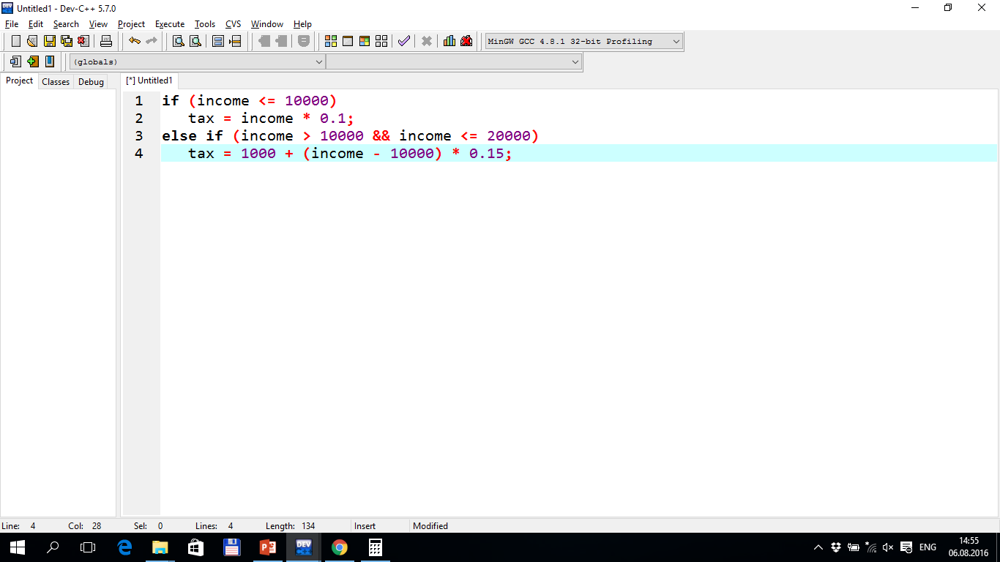 Untitled1 - Dev-C++ 5.7.0
File Edit Search View Project Execute Tools CVS Window Help
MinGW GCC 4.8.1 32-bit Profiling
(globals)
Project Classes Debug [*] Untitled1
1 if (income <= 10000)
2    tax = income * 0.1;
3 else if (income > 10000 && income <= 20000)
4    tax = 1000 + (income - 10000) * 0.15;
Line: 4 Col: 28 Sel: 0 Lines: 4 Length: 134 Insert Modified
DEV ENG 14:55
06.08.2016